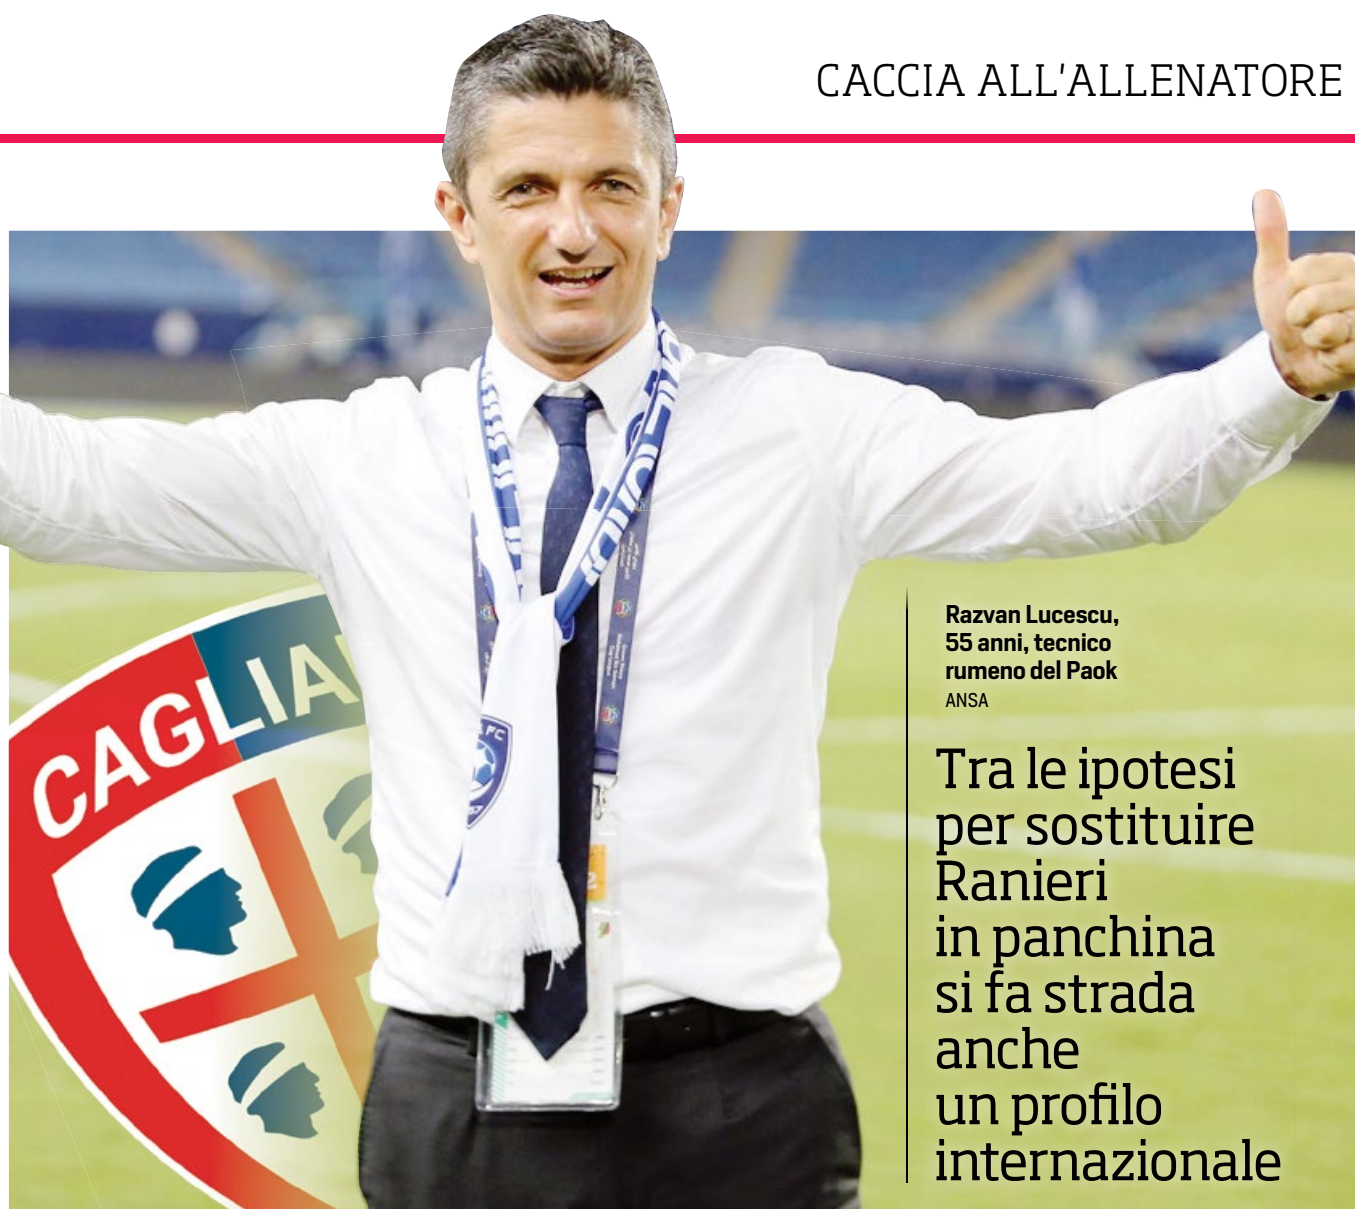 CACCIA ALL'ALLENATORE
CAGLIA
FC
Razvan Lucescu,
55 anni, tecnico
rumeno del Paok
ANSA
Tra le ipotesi
per sostituire
Ranieri
in panchina
si fa strada
anche
un profilo
internazionale